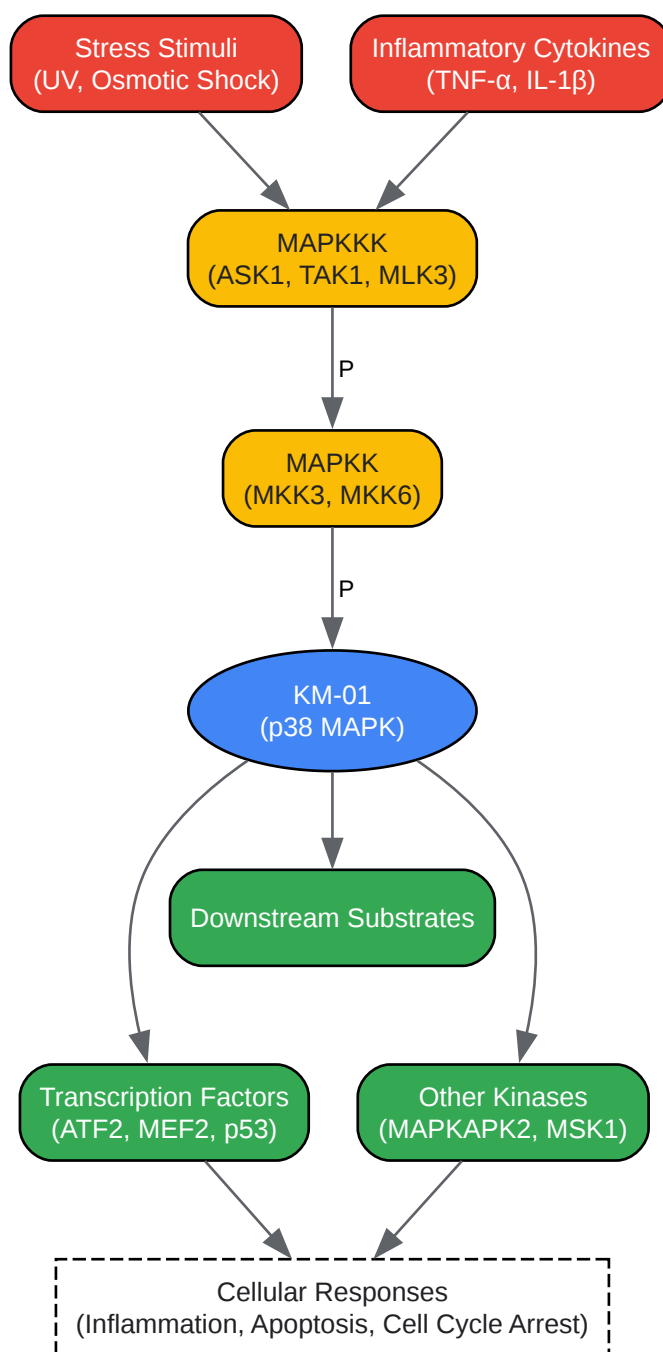 Stress Stimuli
(UV, Osmotic Shock)
Inflammatory Cytokines
(TNF-α, IL-1β)
MAPKKK
(ASK1, TAK1, MLK3)
P
MAPKK
(MKK3, MKK6)
P
KM-01
(p38 MAPK)
Downstream Substrates
Transcription Factors
(ATF2, MEF2, p53)
Other Kinases
(MAPKAPK2, MSK1)
Cellular Responses
(Inflammation, Apoptosis, Cell Cycle Arrest)